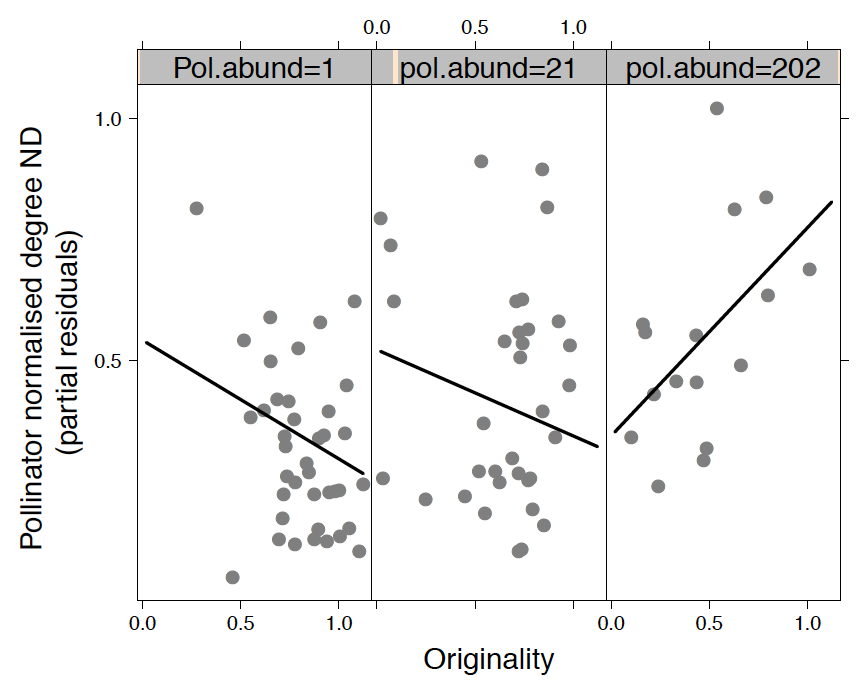 0.0 0.5 1.0
Pol.abund=1 pol.abund=21 pol.abund=202
Pollinator normalised degree ND
(partial residuals)
1.0
0.5
0.0 0.5 1.0 0.0 0.5 1.0
Originality